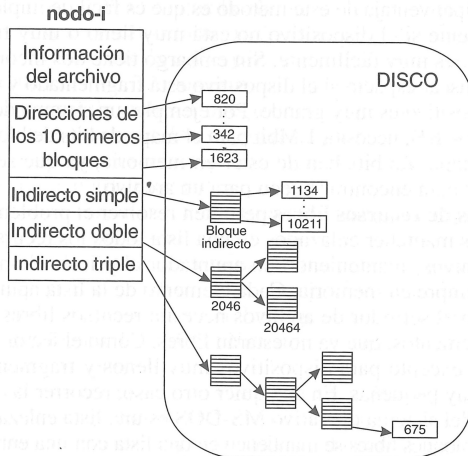 nodo-i
Información
del archivo
Direcciones de
los 10 primeros
bloques
Indirecto simple
Indirecto doble
Indirecto triple
DISCO
820
342
1623
1134
10211
Bloque
indirecto
2046
20464
675